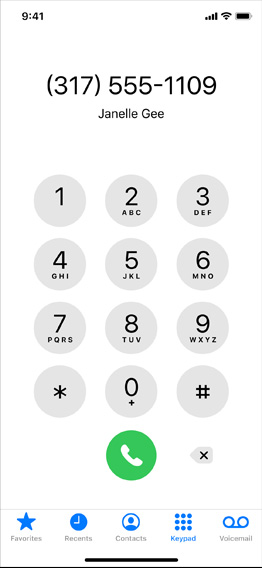 9:41
(317) 555-1109
Janelle Gee
1 2 3
ABC DEF
4 5 6
GHI JKL MNO
7 8 9
PQRS TUV WXYZ
* 0 #
+
Favorites Recents Contacts Keypad Voicemail